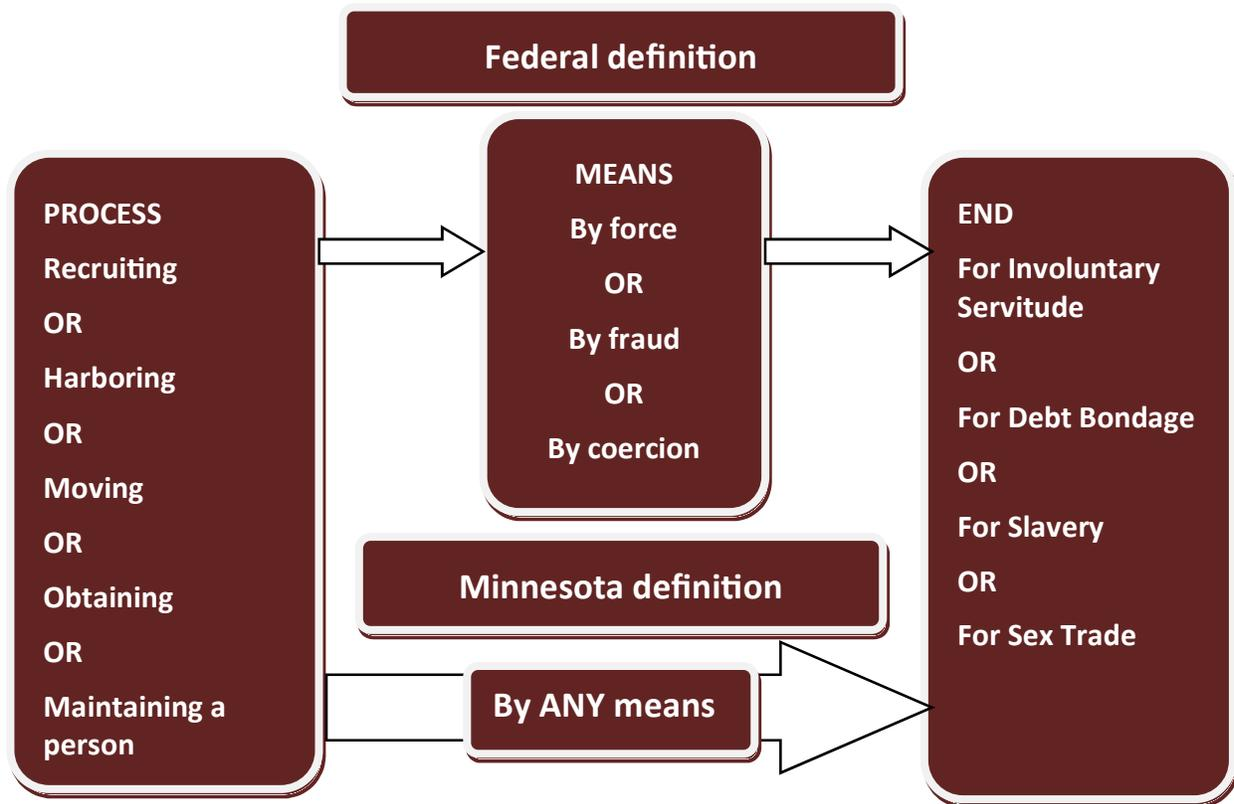 Federal definition
PROCESS
Recruiting
OR
Harboring
OR
Moving
OR
Obtaining
OR
Maintaining a
person
MEANS
By force
OR
By fraud
OR
By coercion
Minnesota definition
By ANY means
END
For Involuntary
Servitude
OR
For Debt Bondage
OR
For Slavery
OR
For Sex Trade